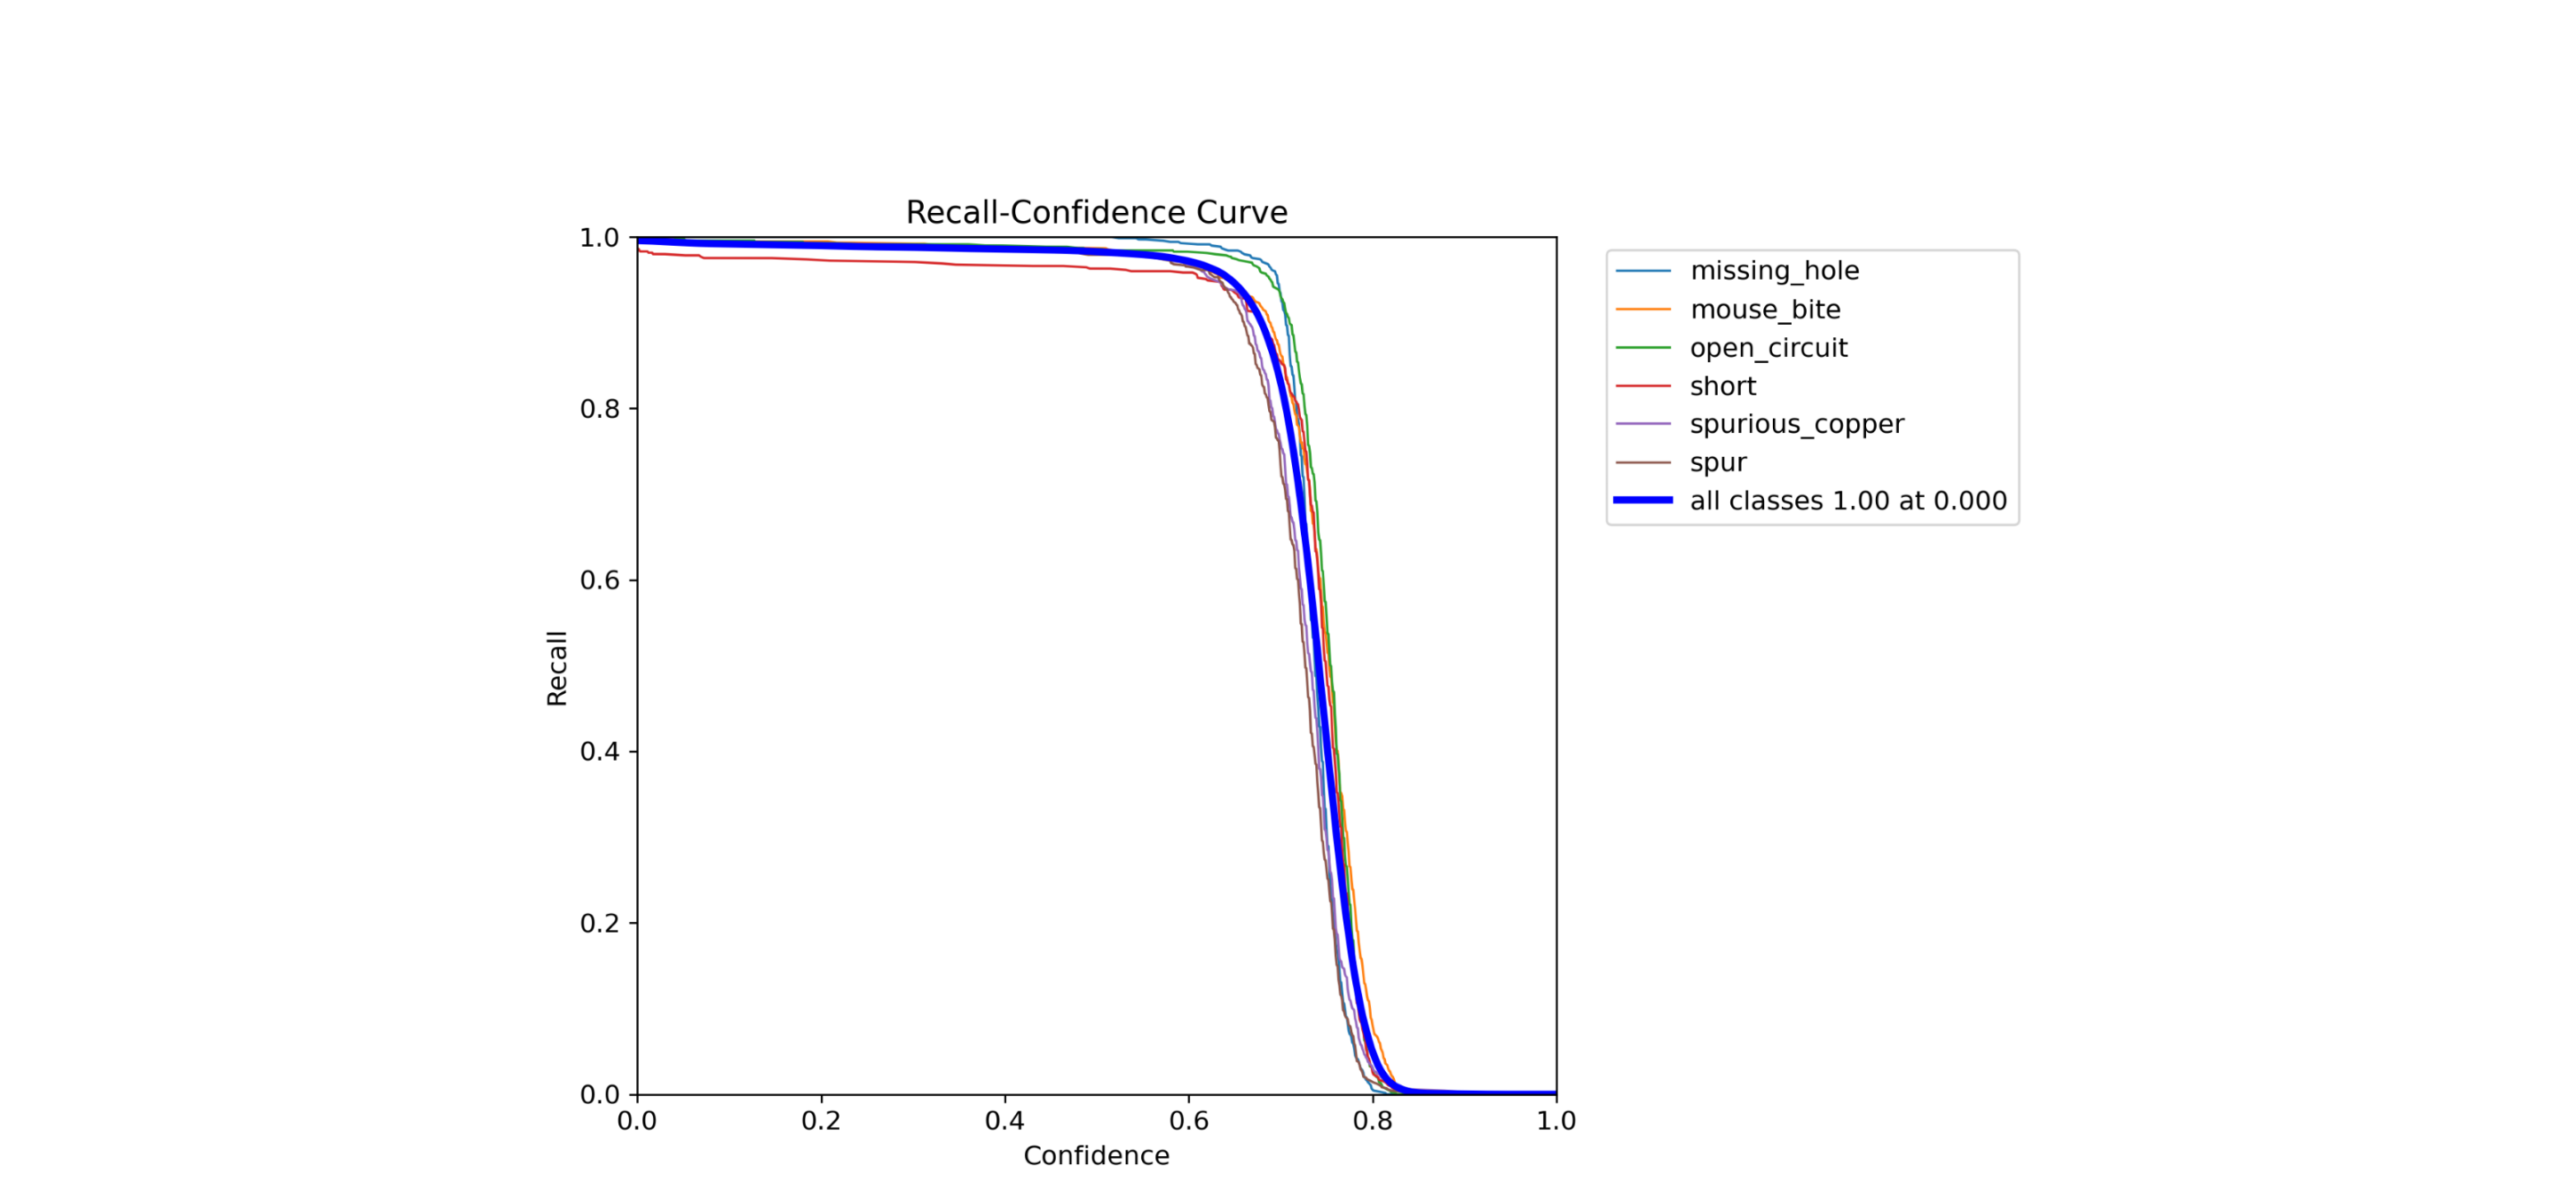 Recall-Confidence Curve
1.0
0.8
0.6
0.4
0.2
0.0
Recall
0.0 0.2 0.4 0.6 0.8 1.0
Confidence
missing_hole
mouse_bite
open_circuit
short
spurious_copper
spur
all classes 1.00 at 0.000